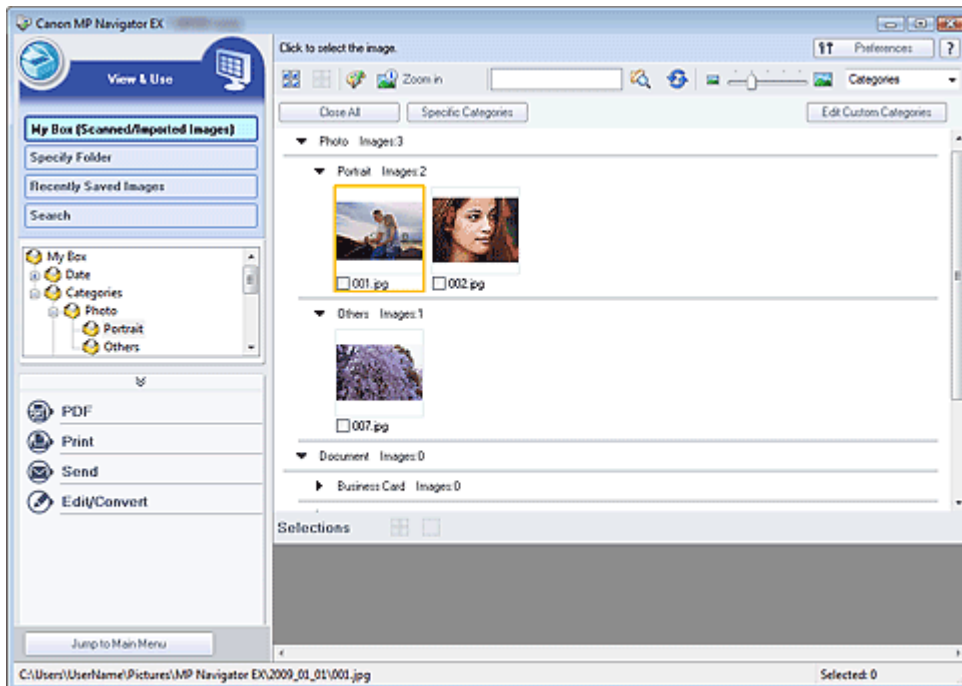 Canon MP Navigator EX
View & Use
My Box (Scanned/Imported Images)
Specify Folder
Recently Saved Images
Search
My Box
Date
Categories
Photo
Portrait
Others
PDF
Print
Send
Edit/Convert
Jump to Main Menu
Click to select the image.
Preferences
?
Zoom in
Categories
Close All
Specific Categories
Edit Custom Categories
Photo Images:3
Portrait Images:2
001.jpg
002.jpg
Others Images:1
007.jpg
Document Images:0
Business Card Images:0
Selections
C:\Users\UserName\Pictures\MP Navigator EX\2009_01_01\001.jpg
Selected: 0